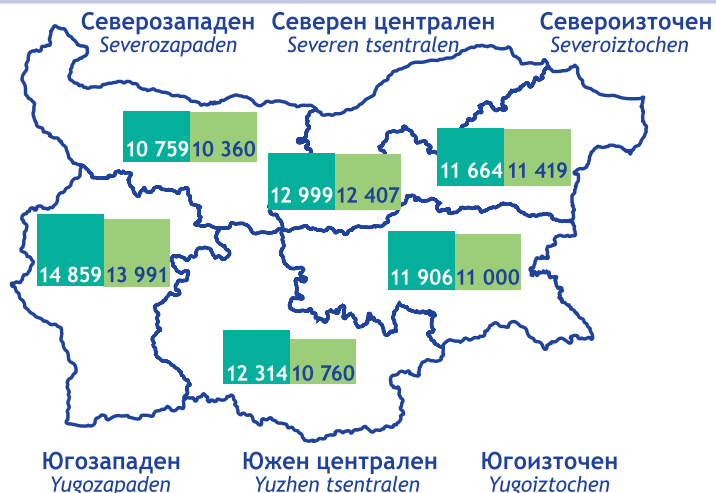 Северозападен Северен централен Североизточен
Severozapaden Severen tsentralen Severoiztochen
10 759 10 360
11 664 11 419
12 999 12 407
14 859 13 991
11 906 11 000
12 314 10 760
Югозападен Южен централен Югоизточен
Yugozapaden Yuzhen tsentralen Yugoiztochen